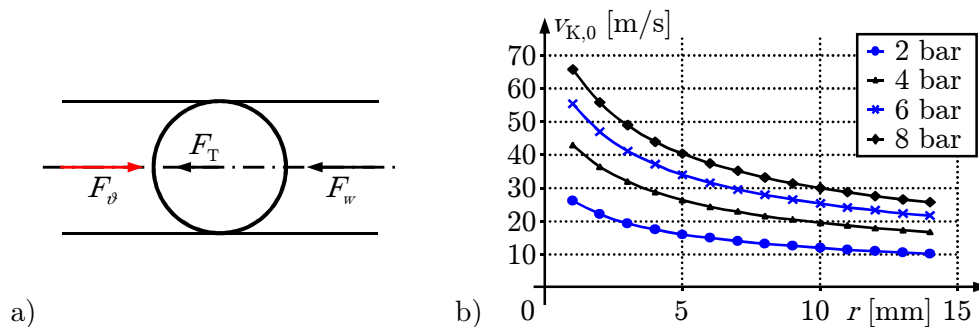 F_T
F_ϑ
F_w
a)
v_{K,0} [m/s]
70
60
50
40
30
20
10
0
5
10
r [mm] 15
2 bar
4 bar
6 bar
8 bar
b)